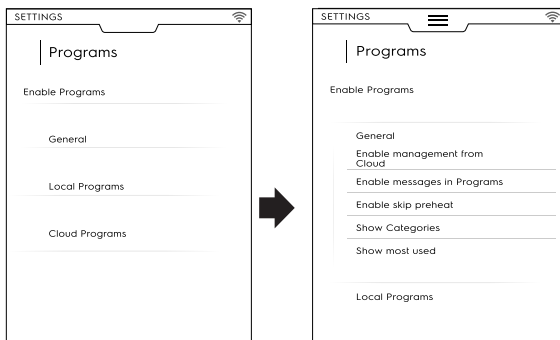 SETTINGS
Programs
Enable Programs
General
Local Programs
Cloud Programs
SETTINGS
Programs
Enable Programs
General
Enable management from
Cloud
Enable messages in Programs
Enable skip preheat
Show Categories
Show most used
Local Programs